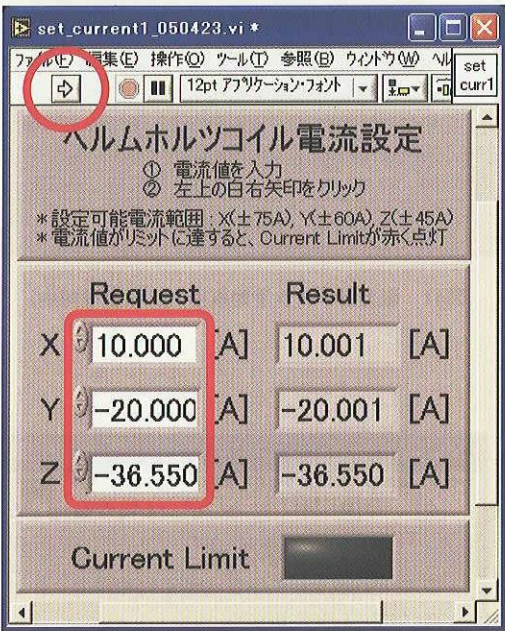 set_current1_050423.vi *
ファイル(F) 編集(E) 操作(O) ツール(T) 参照(B) ウィンドウ(W) ヘル
set
curr1
12pt アプリケーション・フォント
ヘルムホルツコイル電流設定
① 電流値を入力
② 左上の白右矢印をクリック
*設定可能電流範囲:X(±75A), Y(±60A), Z(±45A)
*電流値がリミットに達すると、Current Limitが赤く点灯
Request Result
X 10.000 [A] 10.001 [A]
Y -20.000 [A] -20.001 [A]
Z -36.550 [A] -36.550 [A]
Current Limit